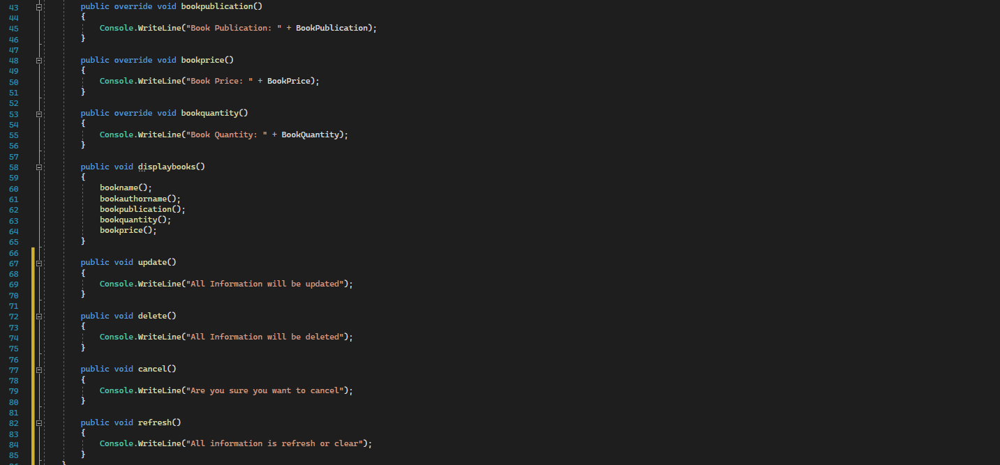 43 public override void bookpublication()
44 {
45 Console.WriteLine("Book Publication: " + BookPublication);
46 }
47
48 public override void bookprice()
49 {
50 Console.WriteLine("Book Price: " + BookPrice);
51 }
52
53 public override void bookquantity()
54 {
55 Console.WriteLine("Book Quantity: " + BookQuantity);
56 }
57
58 public void displaybooks()
59 {
60 bookname();
61 bookauthorname();
62 bookpublication();
63 bookquantity();
64 bookprice();
65 }
66
67 public void update()
68 {
69 Console.WriteLine("All Information will be updated");
70 }
71
72 public void delete()
73 {
74 Console.WriteLine("All Information will be deleted");
75 }
76
77 public void cancel()
78 {
79 Console.WriteLine("Are you sure you want to cancel");
80 }
81
82 public void refresh()
83 {
84 Console.WriteLine("All information is refresh or clear");
85 }
86 }